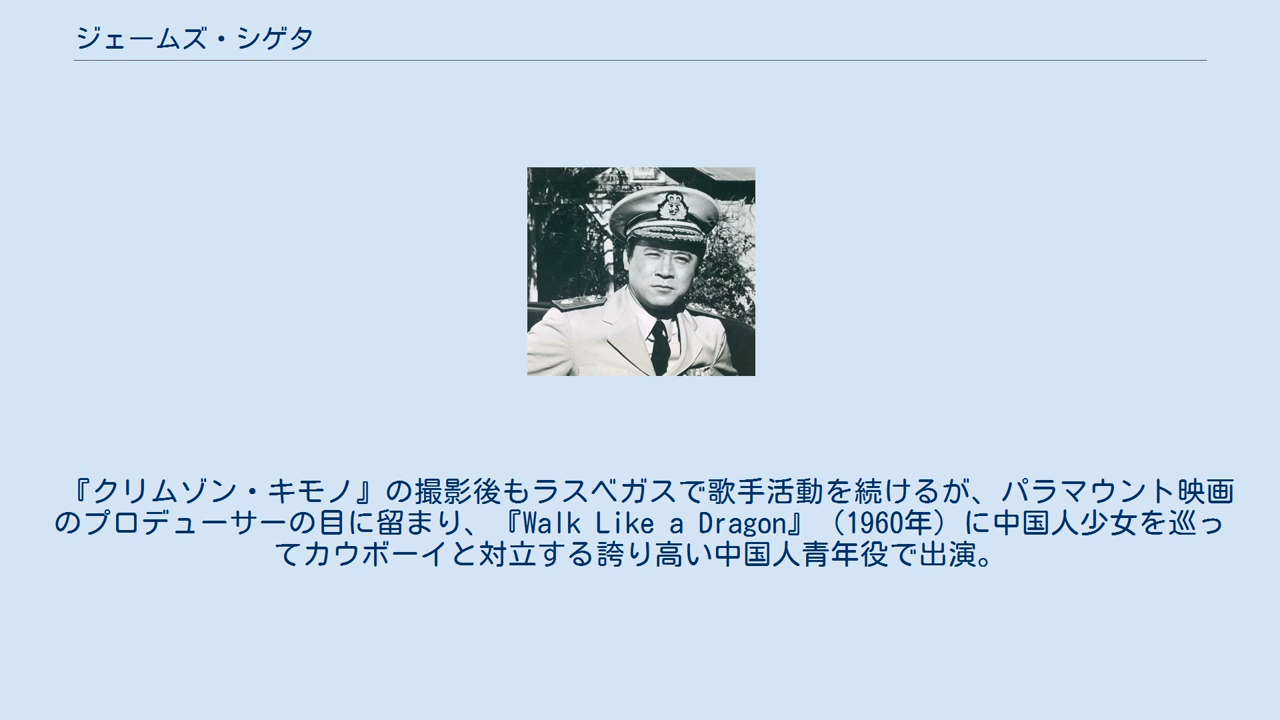 ジェームズ・シゲタ
『クリムゾン・キモノ』の撮影後もラスベガスで歌手活動を続けるが、パラマウント映画
のプロデューサーの目に留まり、『Walk Like a Dragon』（1960年）に中国人少女を巡っ
てカウボーイと対立する誇り高い中国人青年役で出演。